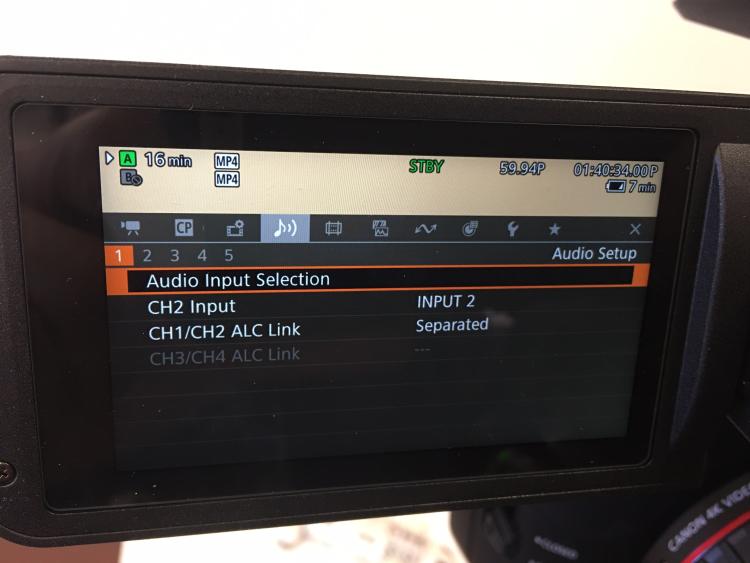 A 16 min MP4 STBY 59.94P 01:40:34.00P
B MP4 7 min
CP
1 2 3 4 5 Audio Setup
Audio Input Selection
CH2 Input INPUT 2
CH1/CH2 ALC Link Separated
CH3/CH4 ALC Link ---
CANON 4K VIDE